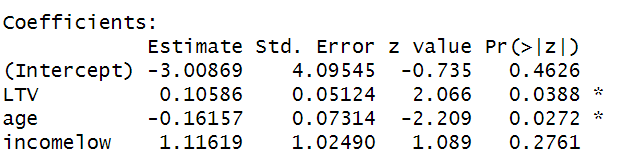 Coefficients:
Estimate Std. Error z value Pr(>|z|)
(Intercept) -3.00869 4.09545 -0.735 0.4626
LTV 0.10586 0.05124 2.066 0.0388 *
age -0.16157 0.07314 -2.209 0.0272 *
incomelow 1.11619 1.02490 1.089 0.2761